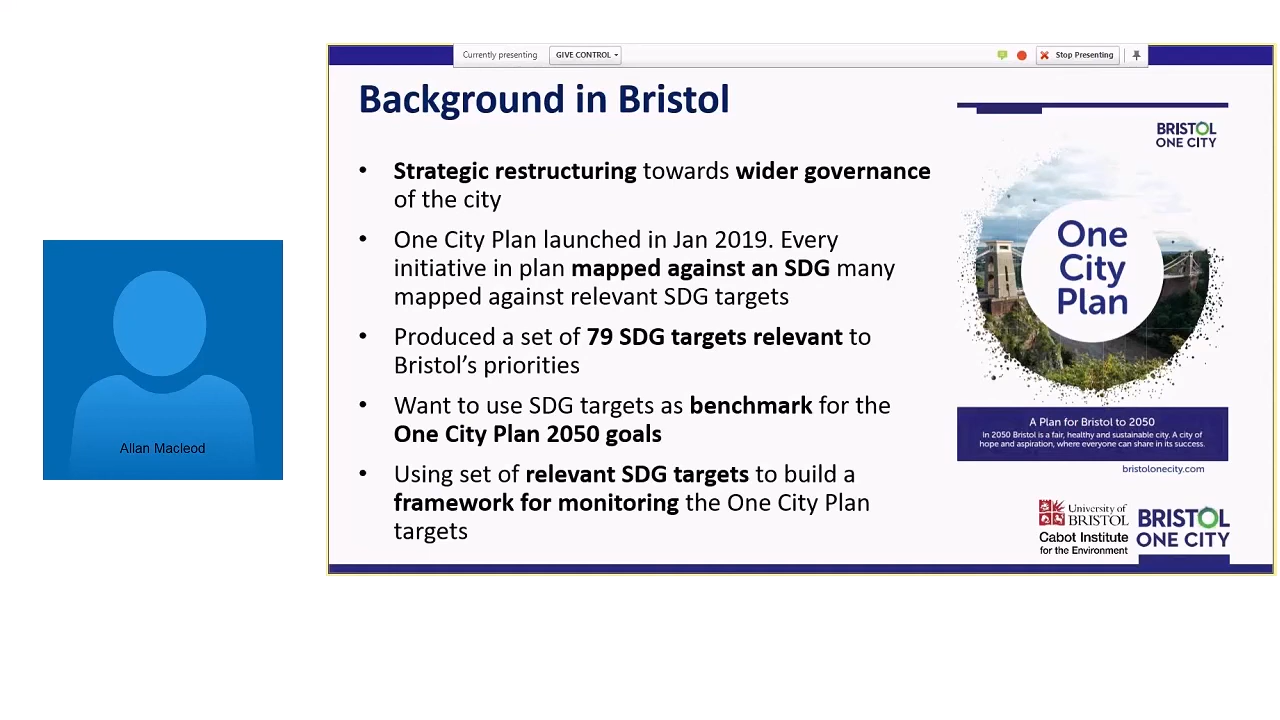 Currently presenting
GIVE CONTROL
Stop Presenting
Background in Bristol
• Strategic restructuring towards wider governance
of the city
• One City Plan launched in Jan 2019. Every
initiative in plan mapped against an SDG many
mapped against relevant SDG targets
• Produced a set of 79 SDG targets relevant to
Bristol’s priorities
• Want to use SDG targets as benchmark for the
One City Plan 2050 goals
• Using set of relevant SDG targets to build a
framework for monitoring the One City Plan
targets
BRISTOL
ONE CITY
One
City
Plan
A Plan for Bristol to 2050
In 2050 Bristol is a fair, healthy and sustainable city. A city of
hope and aspiration, where everyone can share in its success.
bristolonecity.com
University of
BRISTOL
Cabot Institute
for the Environment
BRISTOL
ONE CITY
Allan Macleod